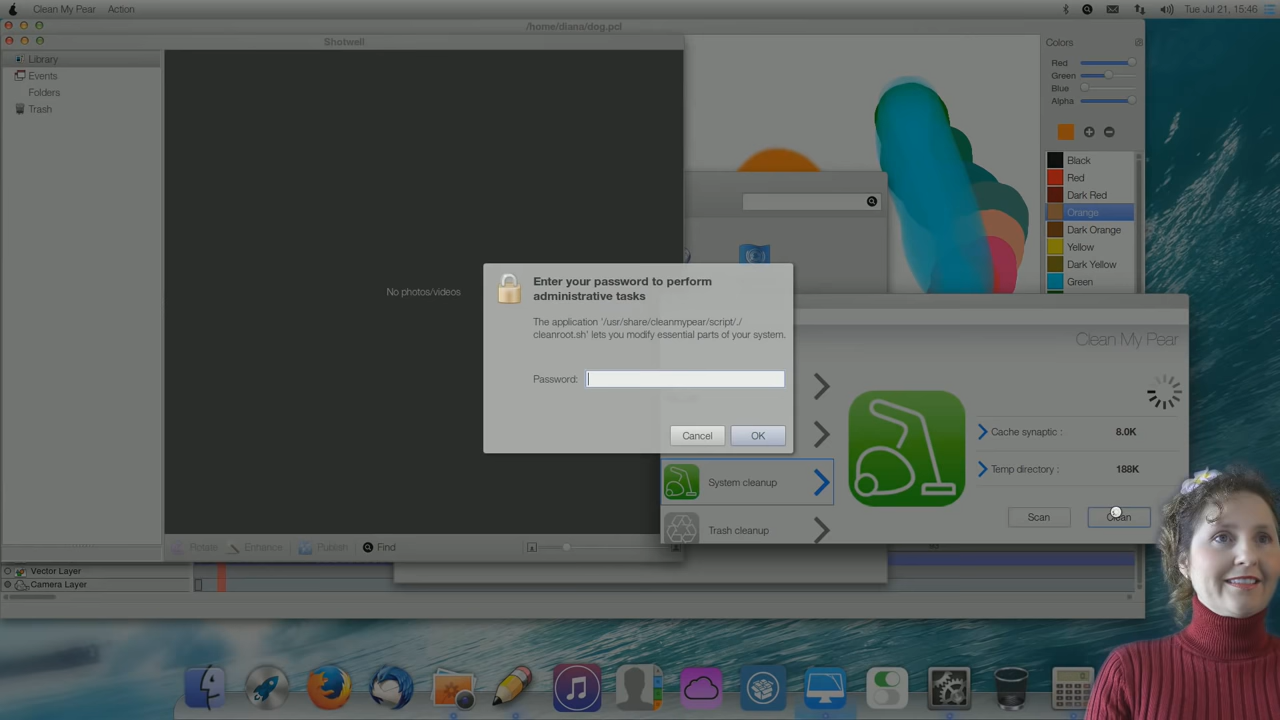 Clean My Pear Action
Tue Jul 21, 15:46
/home/diana/dog.pcl
Shotwell
Library
Events
Folders
Trash
No photos/videos
Rotate
Enhance
Publish
Find
Vector Layer
Camera Layer
Colors
Red
Green
Blue
Alpha
Black
Red
Dark Red
Orange
Dark Orange
Yellow
Dark Yellow
Green
Enter your password to perform
administrative tasks
The application '/usr/share/cleanmypear/script/./
cleanroot.sh' lets you modify essential parts of your system.
Password:
Cancel
OK
Clean My Pear
System cleanup
Trash cleanup
Cache synaptic :
8.0K
Temp directory :
188K
Scan
Clean